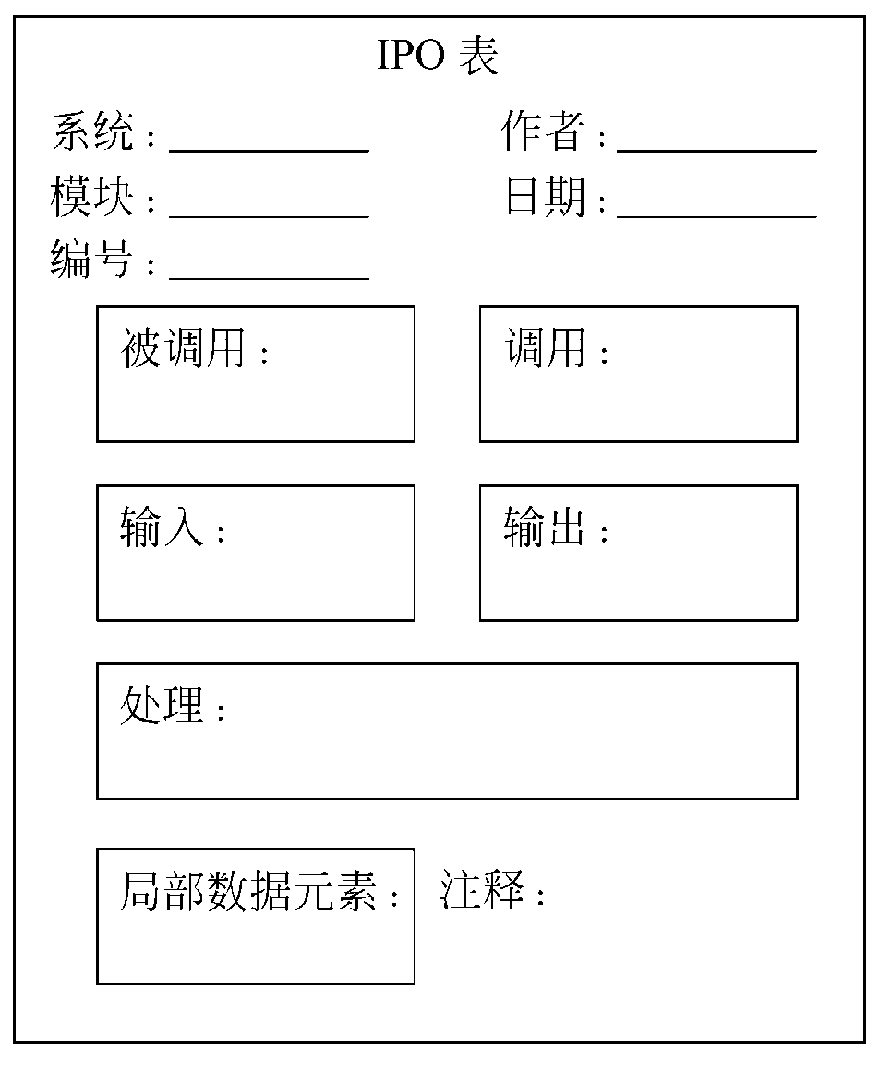 IPO 表
系统： 作者：
模块： 日期：
编号：
被调用： 调用：
输入： 输出：
处理：
局部数据元素： 注释：